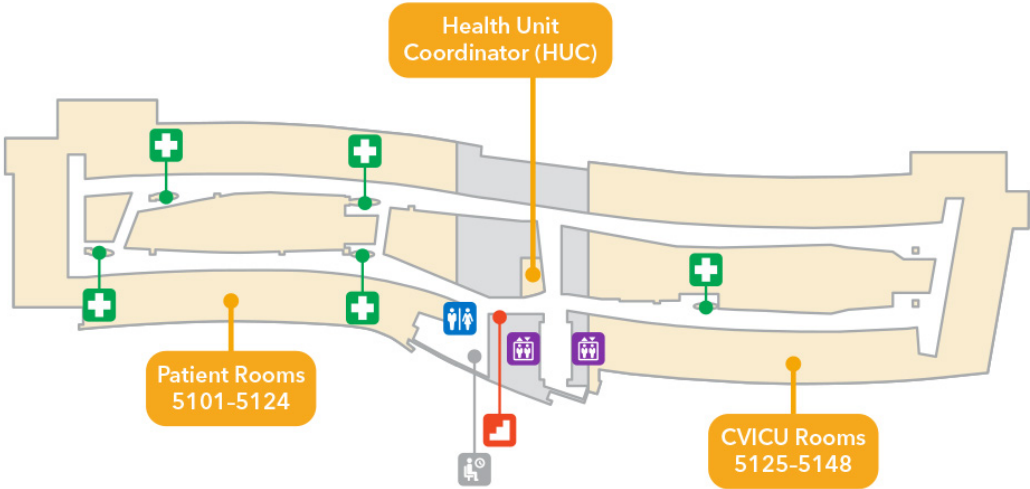 Health Unit
Coordinator (HUC)
Patient Rooms
5101–5124
CVICU Rooms
5125–5148